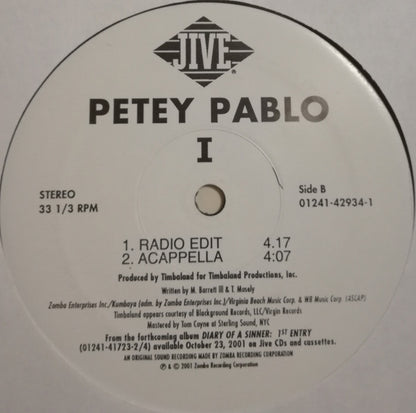 JIVE®
PETEY PABLO
I
STEREO
33 1/3 RPM
Side B
01241-42934-1
1. RADIO EDIT 4.17
2. ACAPPELLA 4:07
Produced by Timbaland for Timbaland Productions, Inc.
Written by M. Barrett III & T. Mosely
Zomba Enterprises Inc./Kumbaya (adm. by Zomba Enterprises Inc.)/Virginia Beach Music Corp. & WB Music Corp (ASCAP)
Timbaland appears courtesy of Blackground Records, LLC/Virgin Records
Mastered by Tom Coyne at Sterling Sound, NYC
From the forthcoming album DIARY OF A SINNER: 1ST ENTRY
(01241-41723-2/4) available October 23, 2001 on Jive CDs and cassettes.
AN ORIGINAL SOUND RECORDING MADE BY ZOMBA RECORDING CORPORATION
℗ & © 2001 Zomba Recording Corporation